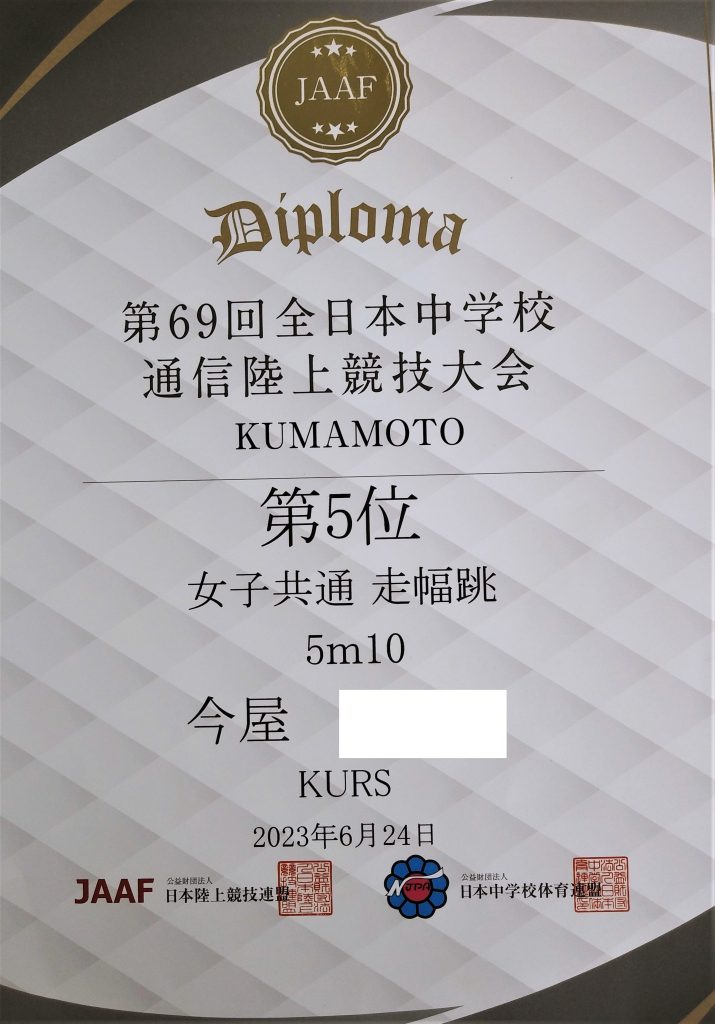 JAAF
Diploma
第69回全日本中学校
通信陸上競技大会
KUMAMOTO
第5位
女子共通 走幅跳
5m10
今屋
KURS
2023年6月24日
JAAF 公益財団法人 日本陸上競技連盟
NJPA 公益財団法人 日本中学校体育連盟